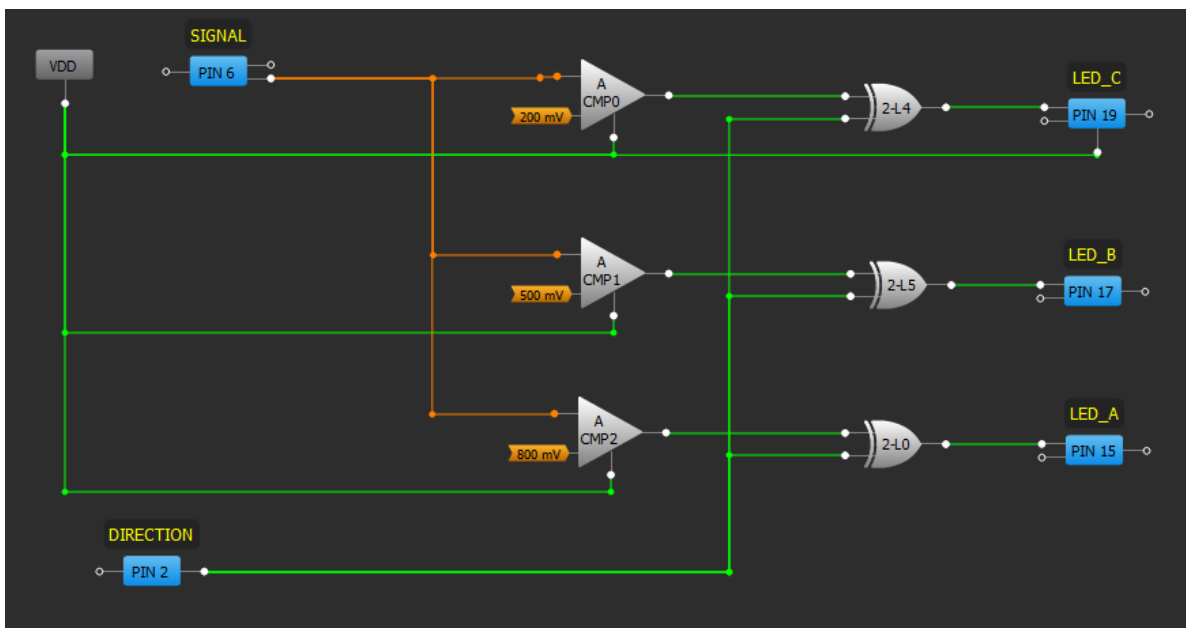 SIGNAL
VDD
PIN 6
A
CMP0
200 mV
2-L4
LED_C
PIN 19
A
CMP1
500 mV
2-L5
LED_B
PIN 17
A
CMP2
800 mV
2-L0
LED_A
PIN 15
DIRECTION
PIN 2